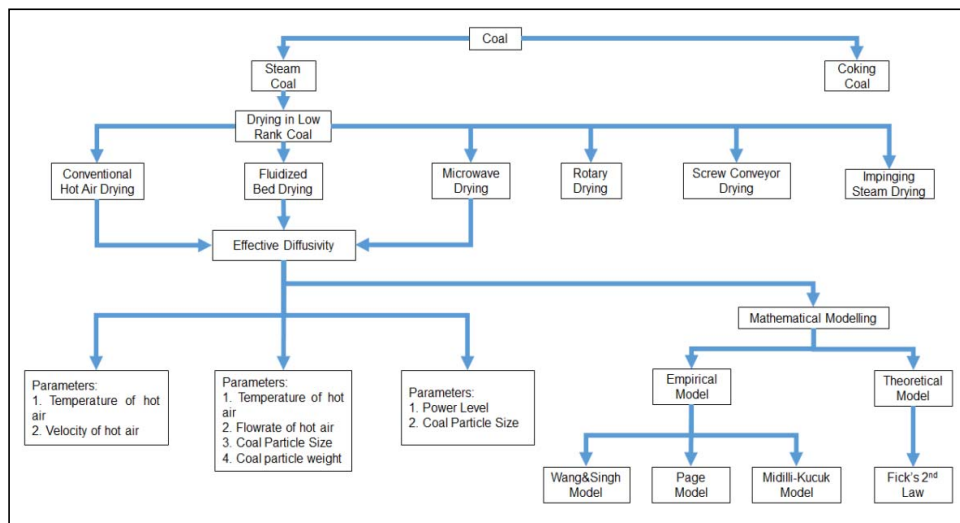 Coal
Steam
Coal
Coking
Coal
Drying in Low
Rank Coal
Conventional
Hot Air Drying
Fluidized
Bed Drying
Microwave
Drying
Rotary
Drying
Screw Conveyor
Drying
Impinging
Steam Drying
Effective Diffusivity
Mathematical Modelling
Parameters:
1. Temperature of hot
air
2. Velocity of hot air
Parameters:
1. Temperature of hot
air
2. Flowrate of hot air
3. Coal Particle Size
4. Coal particle weight
Parameters:
1. Power Level
2. Coal Particle Size
Empirical
Model
Theoretical
Model
Wang&Singh
Model
Page
Model
Midilli-Kucuk
Model
Fick's 2nd
Law